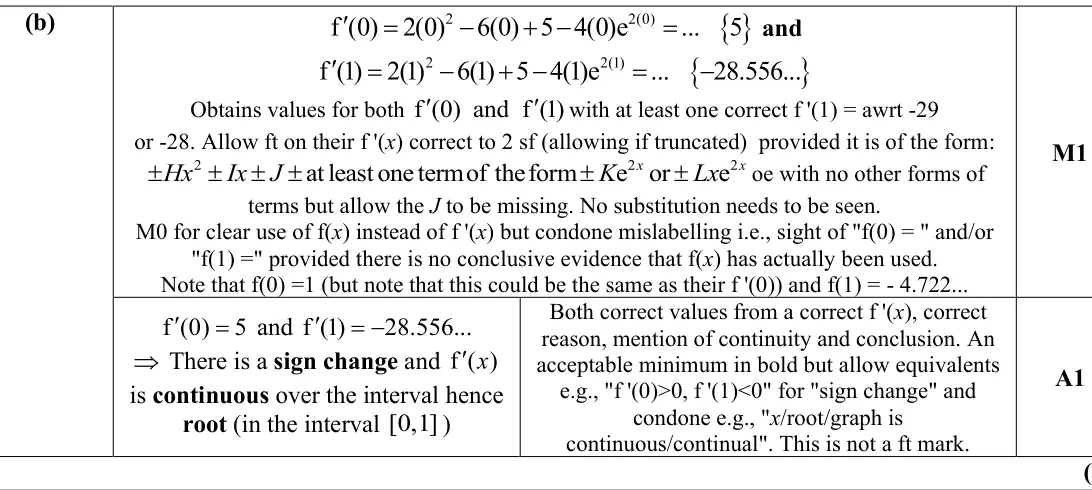 (b)
f′(0) = 2(0)² − 6(0) + 5 − 4(0)e²⁽⁰⁾ = ... {5} and
f′(1) = 2(1)² − 6(1) + 5 − 4(1)e²⁽¹⁾ = ... {−28.556...}
Obtains values for both f′(0) and f′(1) with at least one correct f '(1) = awrt -29
or -28. Allow ft on their f '(x) correct to 2 sf (allowing if truncated) provided it is of the form:
±Hx² ± Ix ± J ± at least one term of the form ± Ke²ˣ or ± Lxe²ˣ oe with no other forms of
terms but allow the J to be missing. No substitution needs to be seen.
M0 for clear use of f(x) instead of f '(x) but condone mislabelling i.e., sight of "f(0) = " and/or
"f(1) =" provided there is no conclusive evidence that f(x) has actually been used.
Note that f(0) =1 (but note that this could be the same as their f '(0)) and f(1) = - 4.722...
M1
f′(0) = 5 and f′(1) = −28.556...
⇒ There is a sign change and f′(x)
is continuous over the interval hence
root (in the interval [0,1] )
Both correct values from a correct f '(x), correct
reason, mention of continuity and conclusion. An
acceptable minimum in bold but allow equivalents
e.g., "f '(0)>0, f '(1)<0" for "sign change" and
condone e.g., "x/root/graph is
continuous/continual". This is not a ft mark.
A1
(